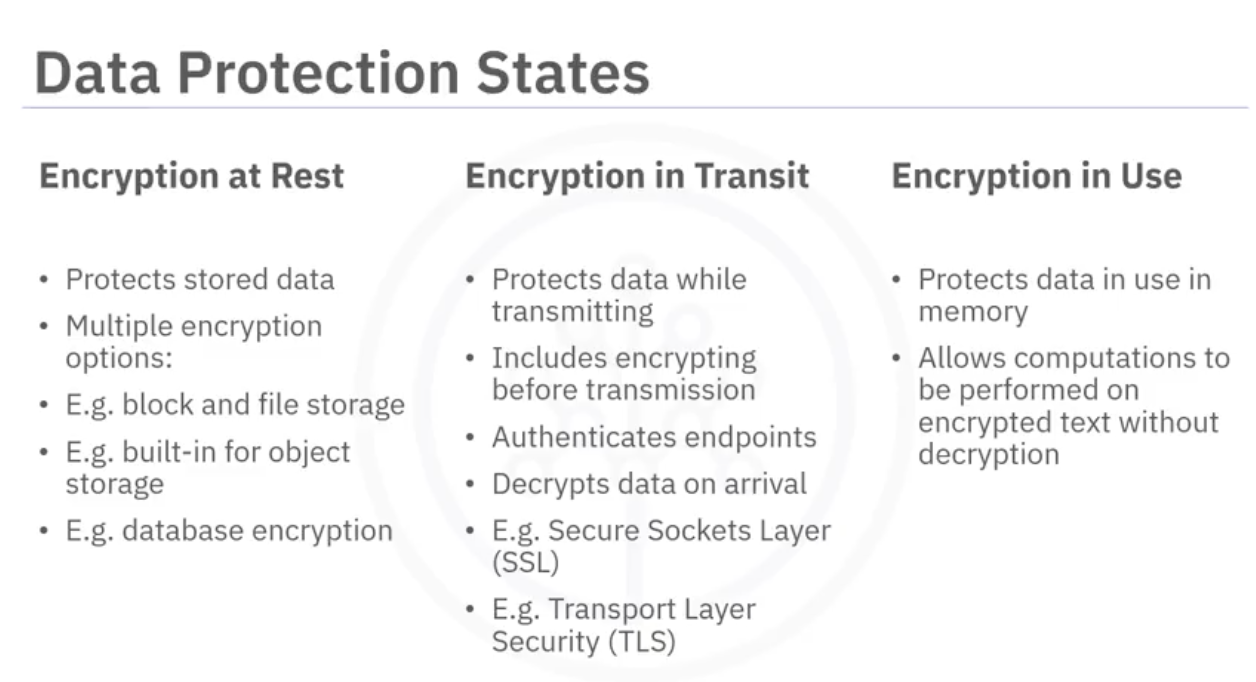 Data Protection States
Encryption at Rest
• Protects stored data
• Multiple encryption
options:
• E.g. block and file storage
• E.g. built-in for object
storage
• E.g. database encryption
Encryption in Transit
• Protects data while
transmitting
• Includes encrypting
before transmission
• Authenticates endpoints
• Decrypts data on arrival
• E.g. Secure Sockets Layer
(SSL)
• E.g. Transport Layer
Security (TLS)
Encryption in Use
• Protects data in use in
memory
• Allows computations to
be performed on
encrypted text without
decryption